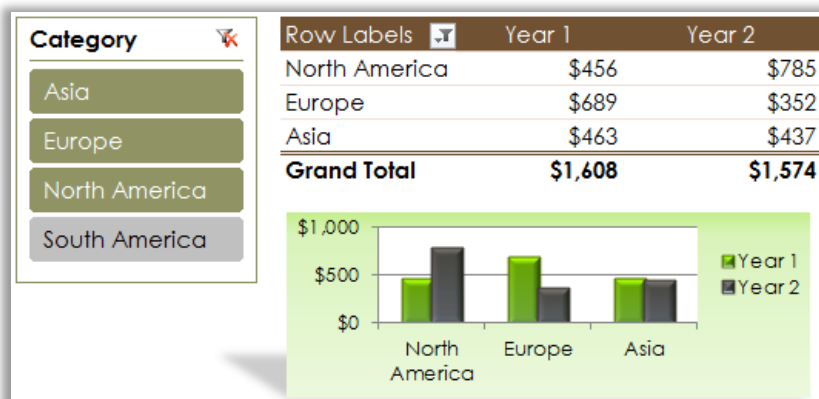 Category
Asia
Europe
North America
South America
Row Labels Year 1 Year 2
North America $456 $785
Europe $689 $352
Asia $463 $437
Grand Total $1,608 $1,574
$1,000
$500
$0
North America
Europe
Asia
Year 1
Year 2